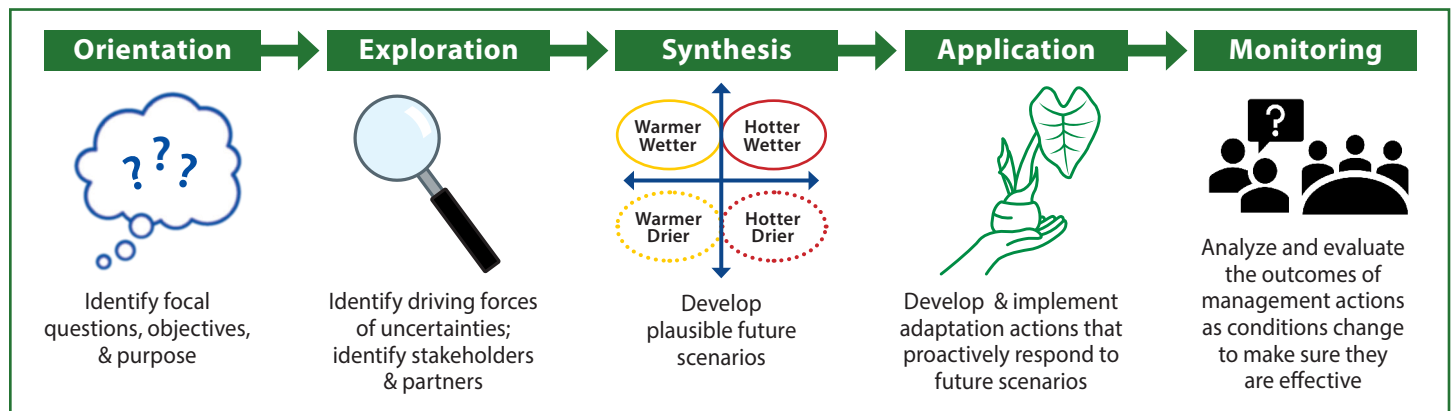 Orientation
Exploration
Synthesis
Application
Monitoring
? ? ?
Identify focal
questions, objectives,
& purpose
Identify driving forces
of uncertainties;
identify stakeholders
& partners
Warmer
Wetter
Hotter
Wetter
Warmer
Drier
Hotter
Drier
Develop
plausible future
scenarios
Develop & implement
adaptation actions that
proactively respond to
future scenarios
?
Analyze and evaluate
the outcomes of
management actions
as conditions change
to make sure they
are effective